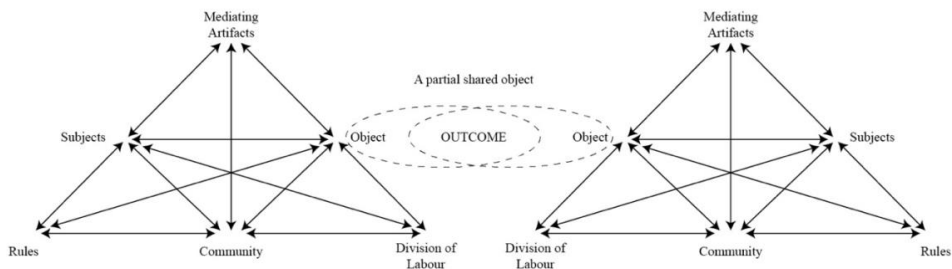 Mediating
Artifacts
Mediating
Artifacts
A partial shared object
Subjects
Object
OUTCOME
Object
Subjects
Rules
Community
Division of
Labour
Division of
Labour
Community
Rules